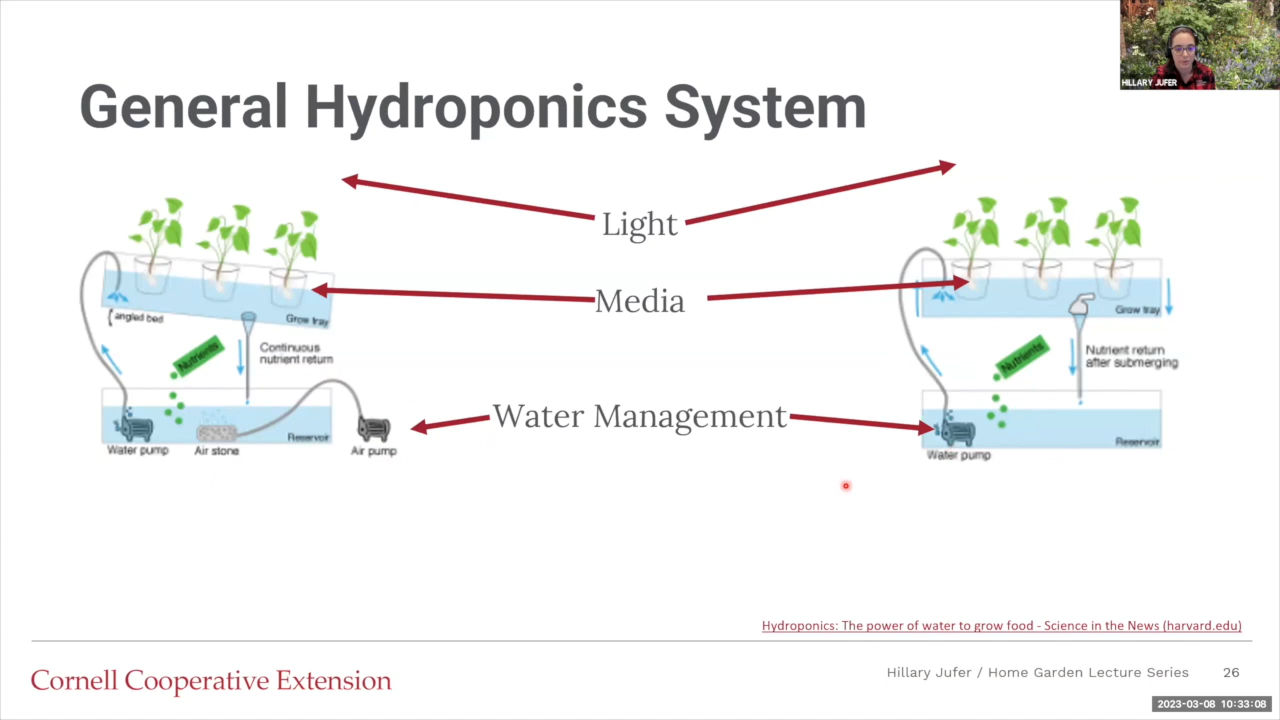 HILLARY JUFER
General Hydroponics System
Light
Media
Water Management
angled bed
Grow tray
Nutrients
Continuous
nutrient return
Water pump
Air stone
Reservoir
Air pump
Grow tray
Nutrients
Nutrient return
after submerging
Reservoir
Water pump
Hydroponics: The power of water to grow food - Science in the News (harvard.edu)
Cornell Cooperative Extension
Hillary Jufer / Home Garden Lecture Series
26
2023-03-08 10:33:08